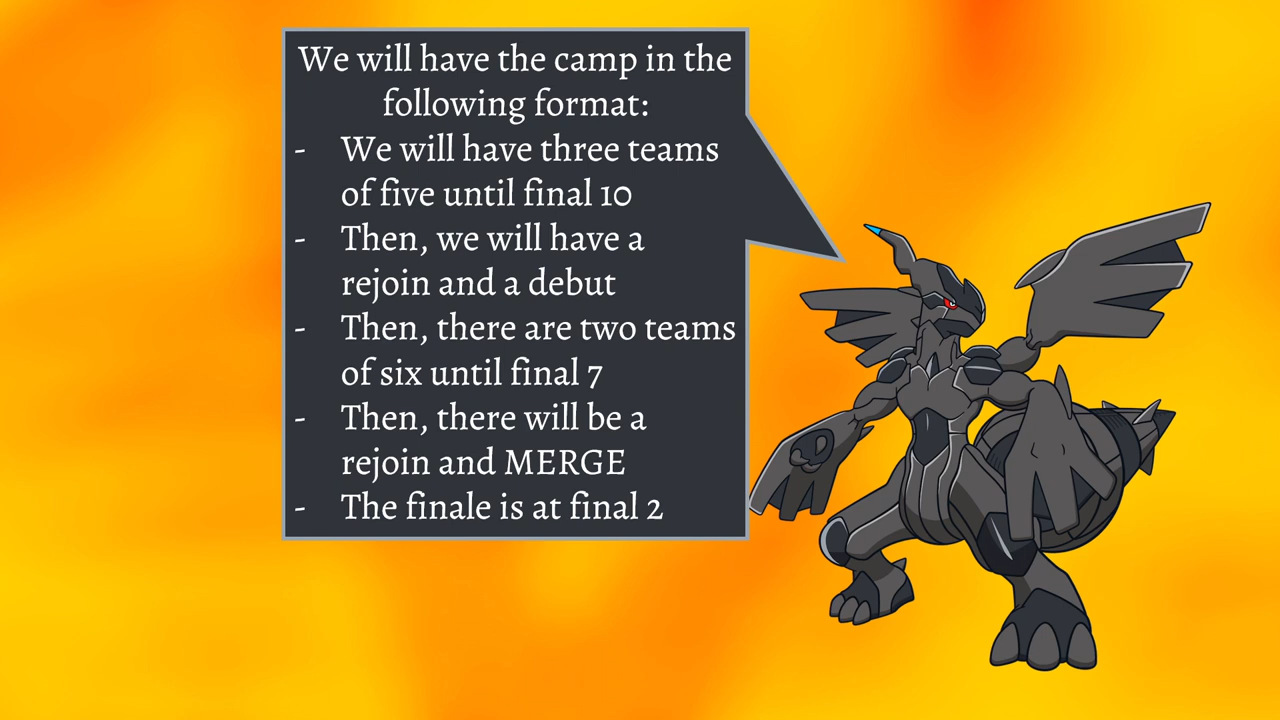 We will have the camp in the
following format:
- We will have three teams
of five until final 10
- Then, we will have a
rejoin and a debut
- Then, there are two teams
of six until final 7
- Then, there will be a
rejoin and MERGE
- The finale is at final 2